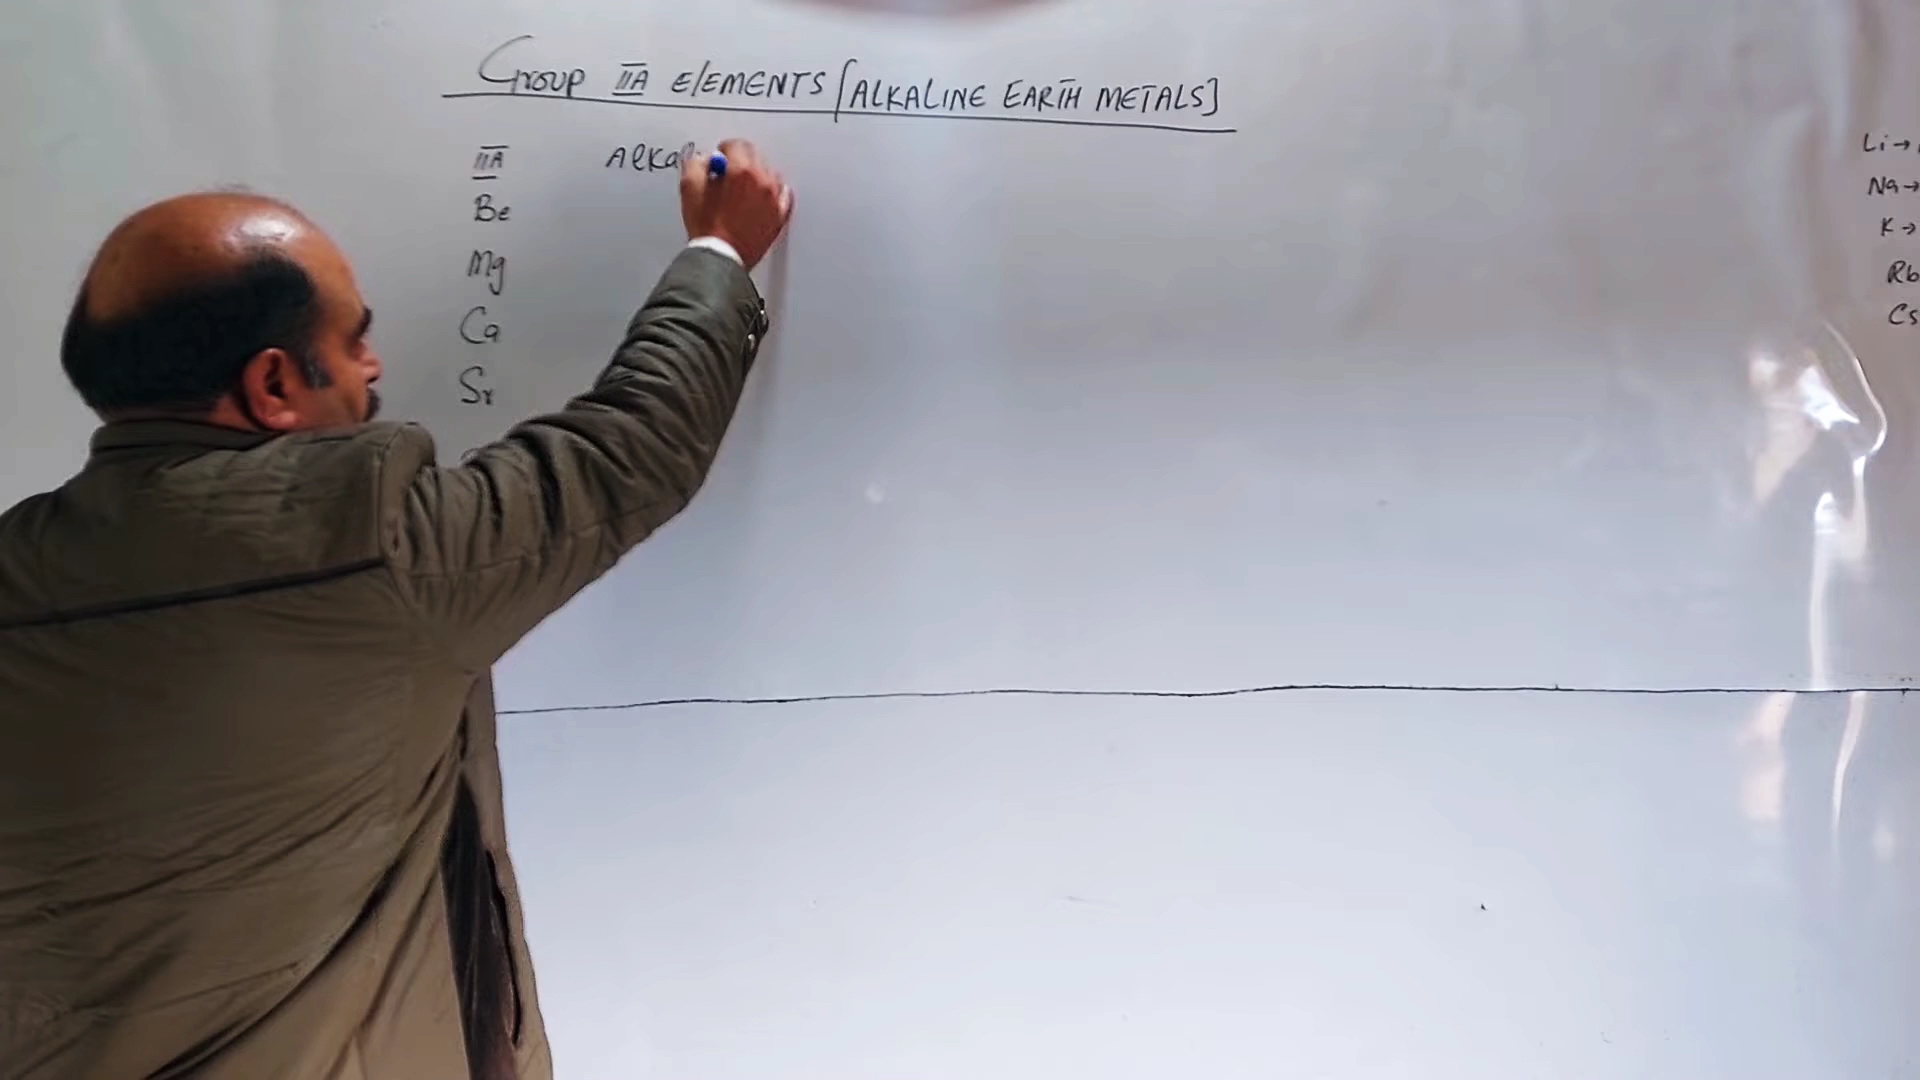 Group IIA ElEMENTS [ALKALINE EARTH METALS]
IIA
Alka
Be
Mg
Ca
Sr
Li→
Na→
K→
Rb
Cs